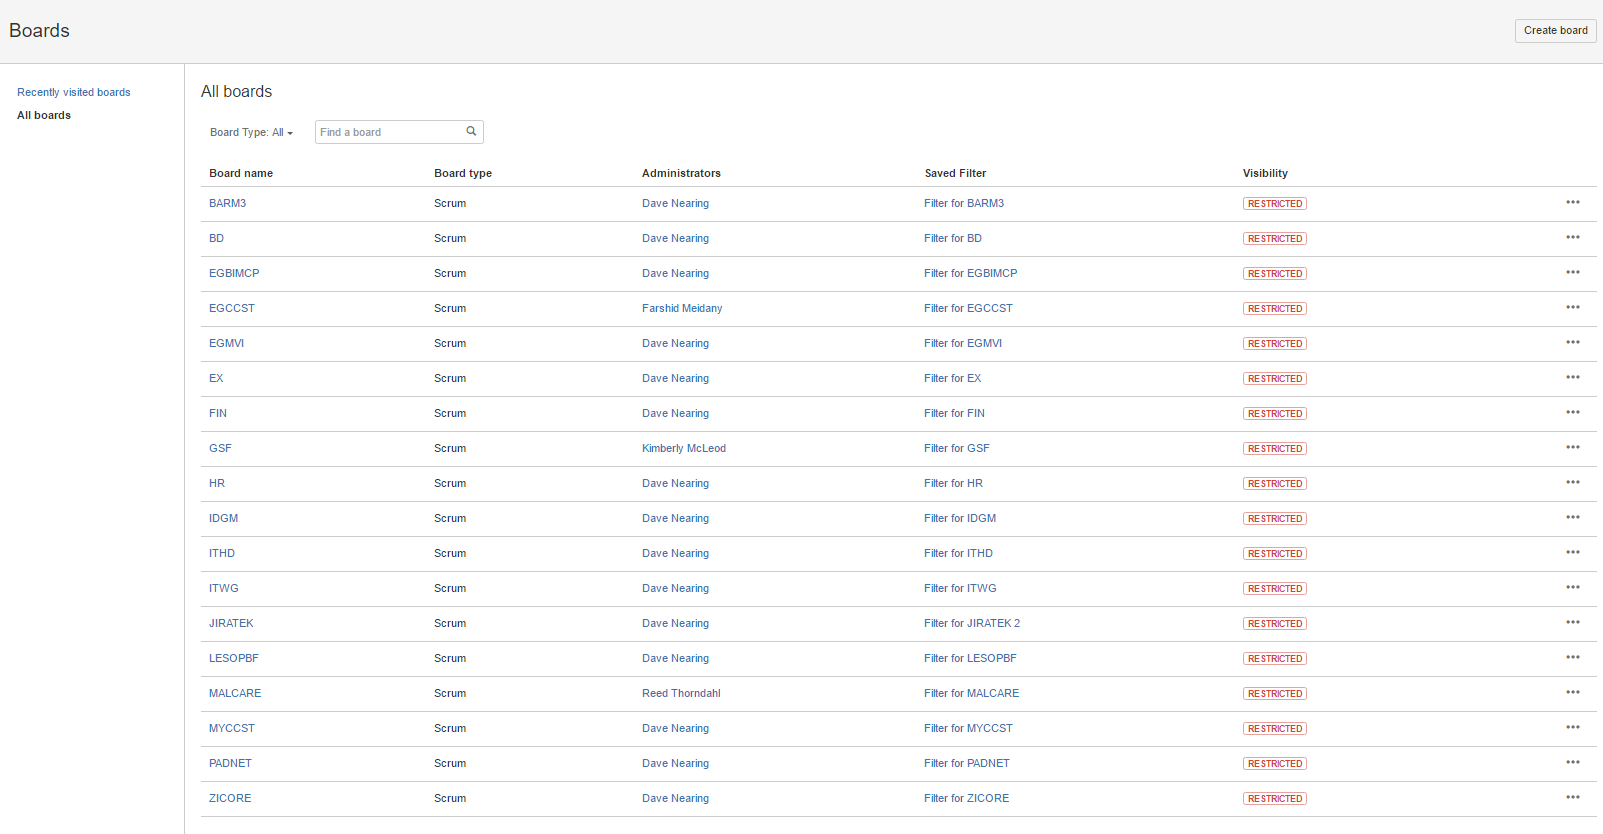 Boards
Create board
Recently visited boards
All boards
All boards
Board Type: All
Find a board
Board name Board type Administrators Saved Filter Visibility
BARM3 Scrum Dave Nearing Filter for BARM3 RESTRICTED
BD Scrum Dave Nearing Filter for BD RESTRICTED
EGBIMCP Scrum Dave Nearing Filter for EGBIMCP RESTRICTED
EGCCST Scrum Farshid Meidany Filter for EGCCST RESTRICTED
EGMVI Scrum Dave Nearing Filter for EGMVI RESTRICTED
EX Scrum Dave Nearing Filter for EX RESTRICTED
FIN Scrum Dave Nearing Filter for FIN RESTRICTED
GSF Scrum Kimberly McLeod Filter for GSF RESTRICTED
HR Scrum Dave Nearing Filter for HR RESTRICTED
IDGM Scrum Dave Nearing Filter for IDGM RESTRICTED
ITHD Scrum Dave Nearing Filter for ITHD RESTRICTED
ITWG Scrum Dave Nearing Filter for ITWG RESTRICTED
JIRATEK Scrum Dave Nearing Filter for JIRATEK 2 RESTRICTED
LESOPBF Scrum Dave Nearing Filter for LESOPBF RESTRICTED
MALCARE Scrum Reed Thorndahl Filter for MALCARE RESTRICTED
MYCCST Scrum Dave Nearing Filter for MYCCST RESTRICTED
PADNET Scrum Dave Nearing Filter for PADNET RESTRICTED
ZICORE Scrum Dave Nearing Filter for ZICORE RESTRICTED